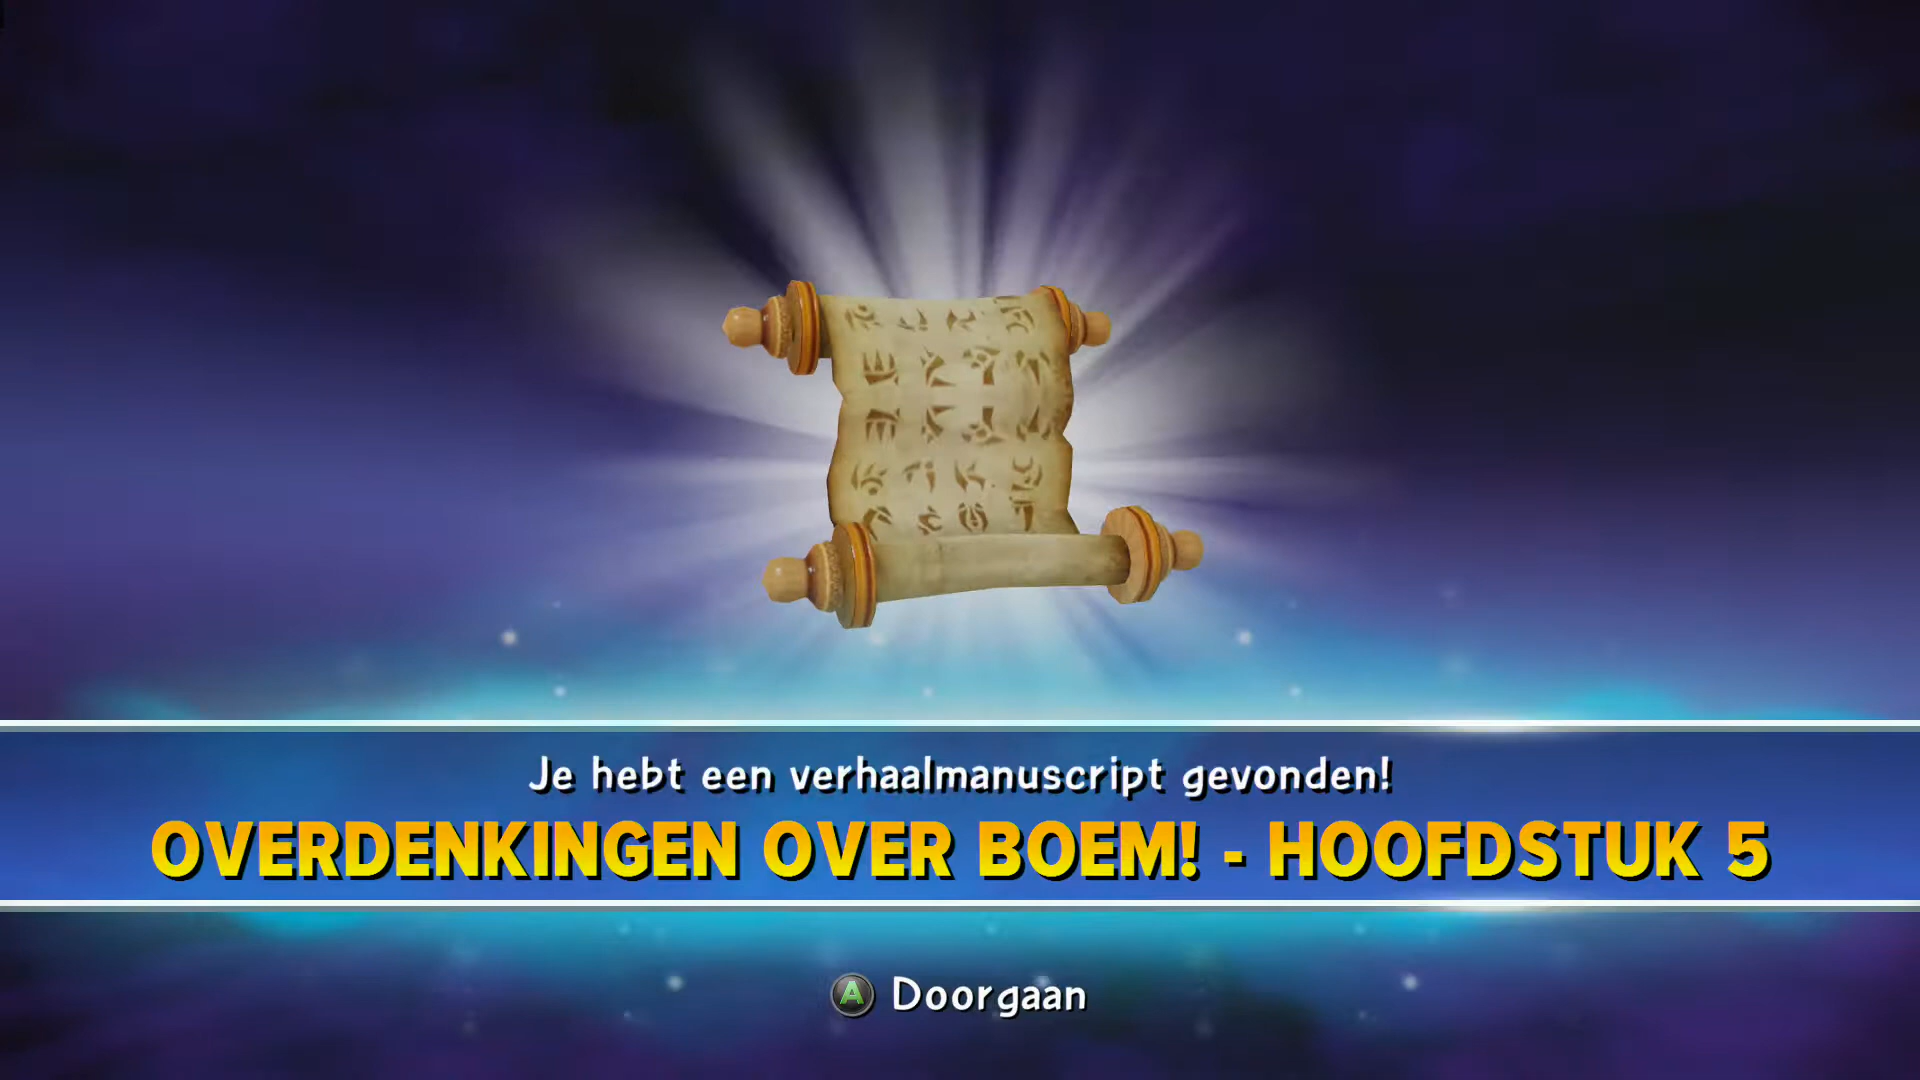 Je hebt een verhaalmanuscript gevonden!
OVERDENKINGEN OVER BOEM! - HOOFDSTUK 5
A Doorgaan